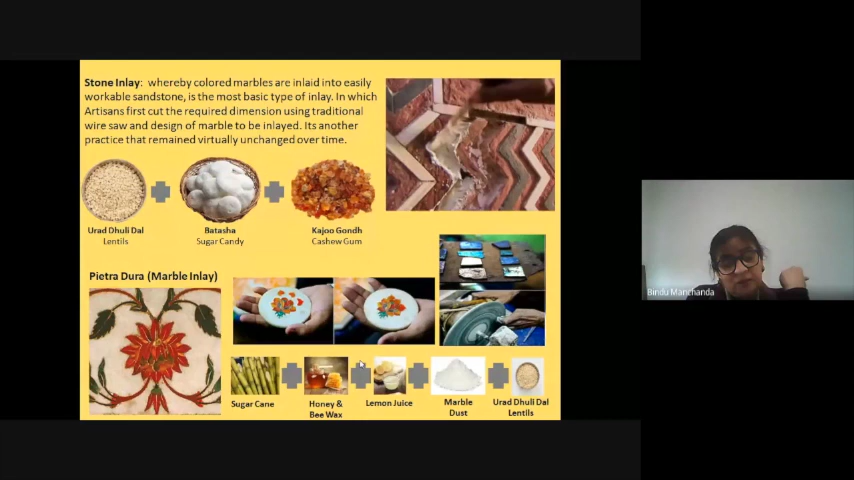 Stone Inlay: whereby colored marbles are inlaid into easily
workable sandstone, is the most basic type of inlay. In which
Artisans first cut the required dimension using traditional
wire saw and design of marble to be inlayed. Its another
practice that remained virtually unchanged over time.
Urad Dhuli Dal
Lentils
Batasha
Sugar Candy
Kajoo Gondh
Cashew Gum
Pietra Dura (Marble Inlay)
Sugar Cane
Honey &
Bee Wax
Lemon Juice
Marble
Dust
Urad Dhuli Dal
Lentils
Bindu Manchanda